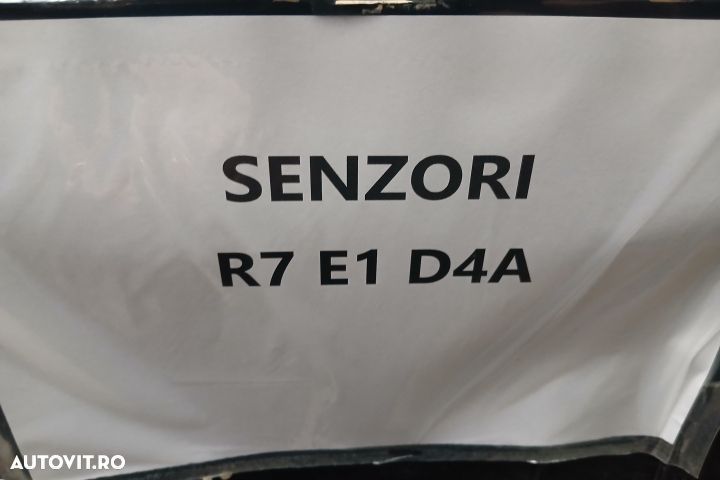 SENZORI
R7 E1 D4A
AUTOVIT.RO